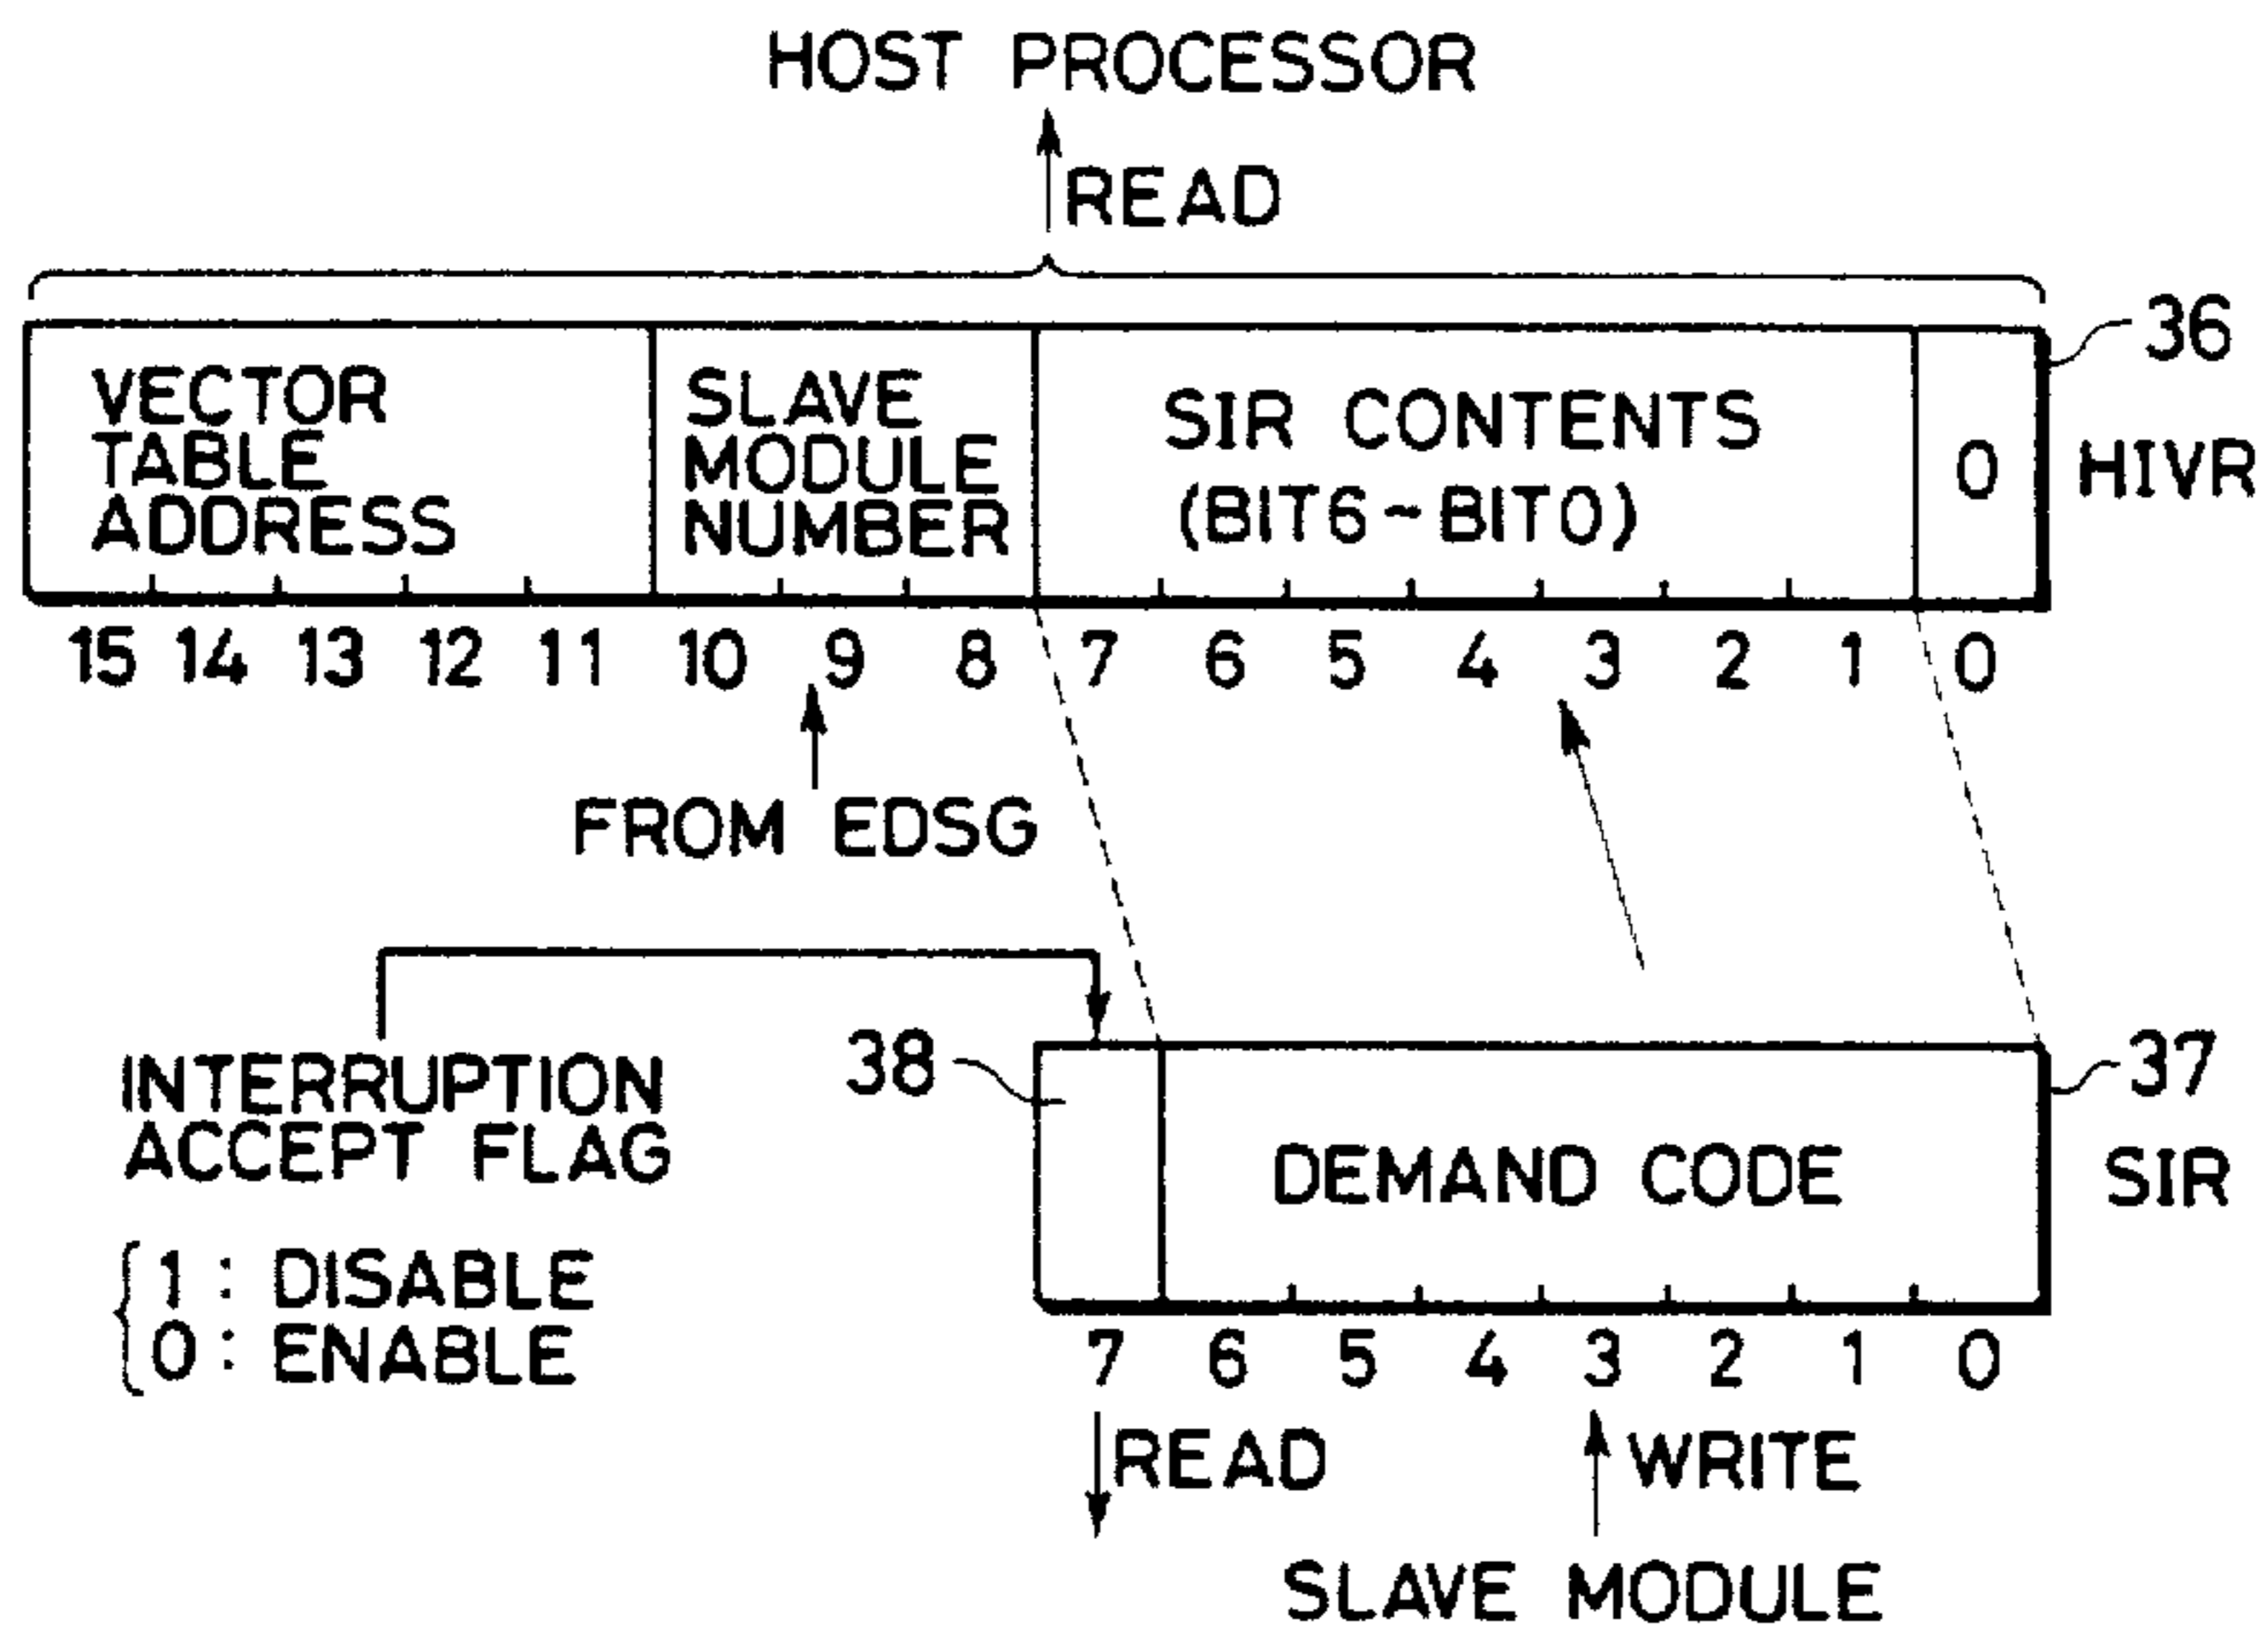 HOST PROCESSOR
READ
36
VECTOR
TABLE
ADDRESS
SLAVE
MODULE
NUMBER
SIR CONTENTS
(BIT6~BIT0)
0
HIVR
15 14 13 12 11 10 9 8 7 6 5 4 3 2 1 0
FROM EDSG
INTERRUPTION
ACCEPT FLAG
1 : DISABLE
0 : ENABLE
38
37
DEMAND CODE
SIR
7 6 5 4 3 2 1 0
READ
WRITE
SLAVE MODULE